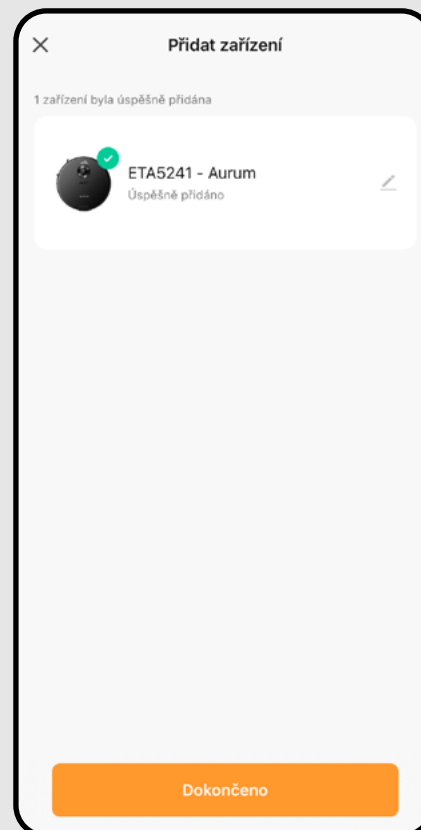 Přidat zařízení
1 zařízení byla úspěšně přidána
ETA5241 - Aurum
Úspěšně přidáno
Dokončeno